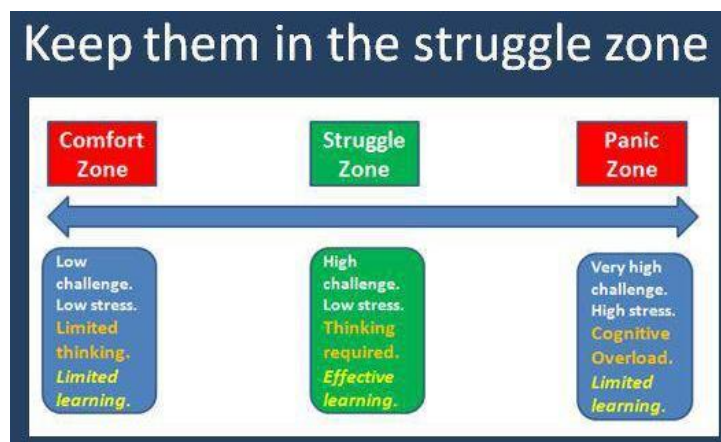 Keep them in the struggle zone
Comfort
Zone
Struggle
Zone
Panic
Zone
Low
challenge.
Low stress.
Limited
thinking.
Limited
learning.
High
challenge.
Low stress.
Thinking
required.
Effective
learning.
Very high
challenge.
High stress.
Cognitive
Overload.
Limited
learning.